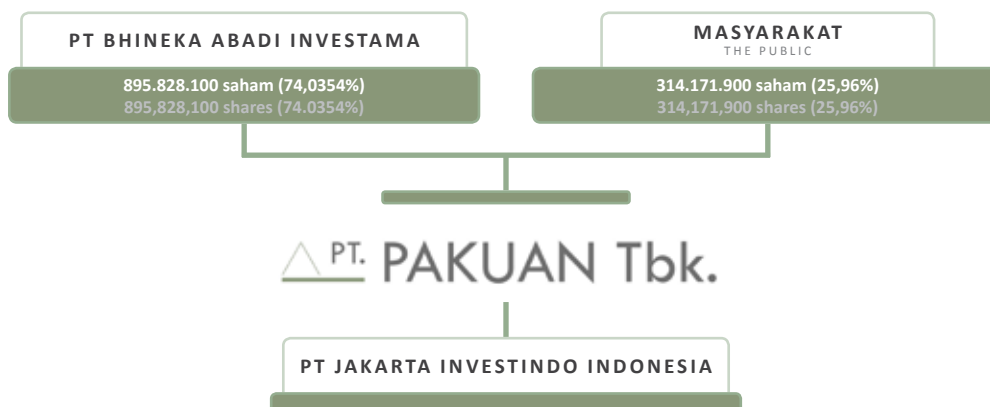 PT BHINEKA ABADI INVESTAMA
895.828.100 saham (74,0354%)
895,828,100 shares (74.0354%)
MASYARAKAT
THE PUBLIC
314.171.900 saham (25,96%)
314,171,900 shares (25,96%)
PT. PAKUAN Tbk.
PT JAKARTA INVESTINDO INDONESIA